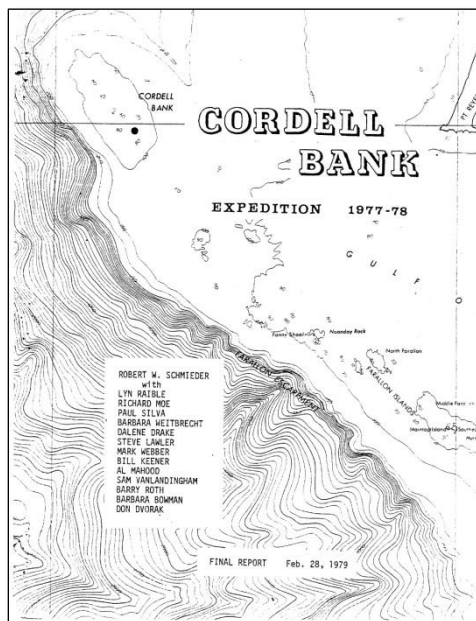 CORDELL
BANK
CORDELL
BANK
EXPEDITION 1977-78
GULF
Noonday Rock
North Farallon
FARALLON ISLANDS
FARALLON ESCARPMENT
ROBERT W. SCHMIEDER
with
LYN RAIBLE
RICHARD MOE
PAUL SILVA
BARBARA WEITBRECHT
DALENE DRAKE
STEVE LAWLER
MARK WEBBER
BILL KEENER
AL MAHOOD
SAM VANLANDINGHAM
BARRY ROTH
BARBARA BOWMAN
DON DVORAK
FINAL REPORT Feb. 28, 1979